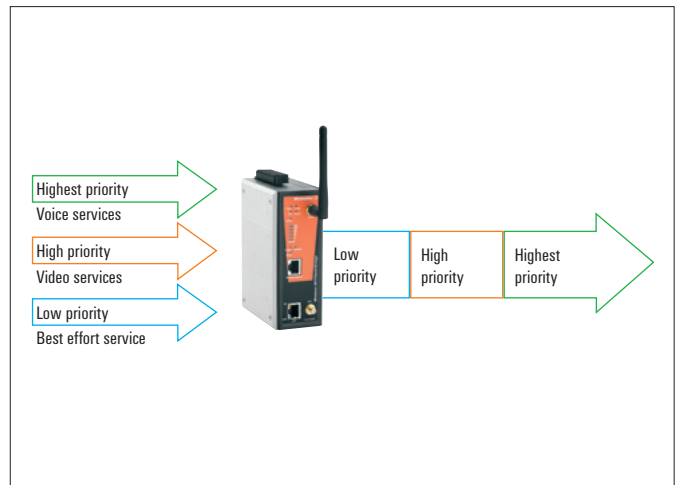 Highest priority
Voice services
High priority
Video services
Low priority
Best effort service
Low
priority
High
priority
Highest
priority